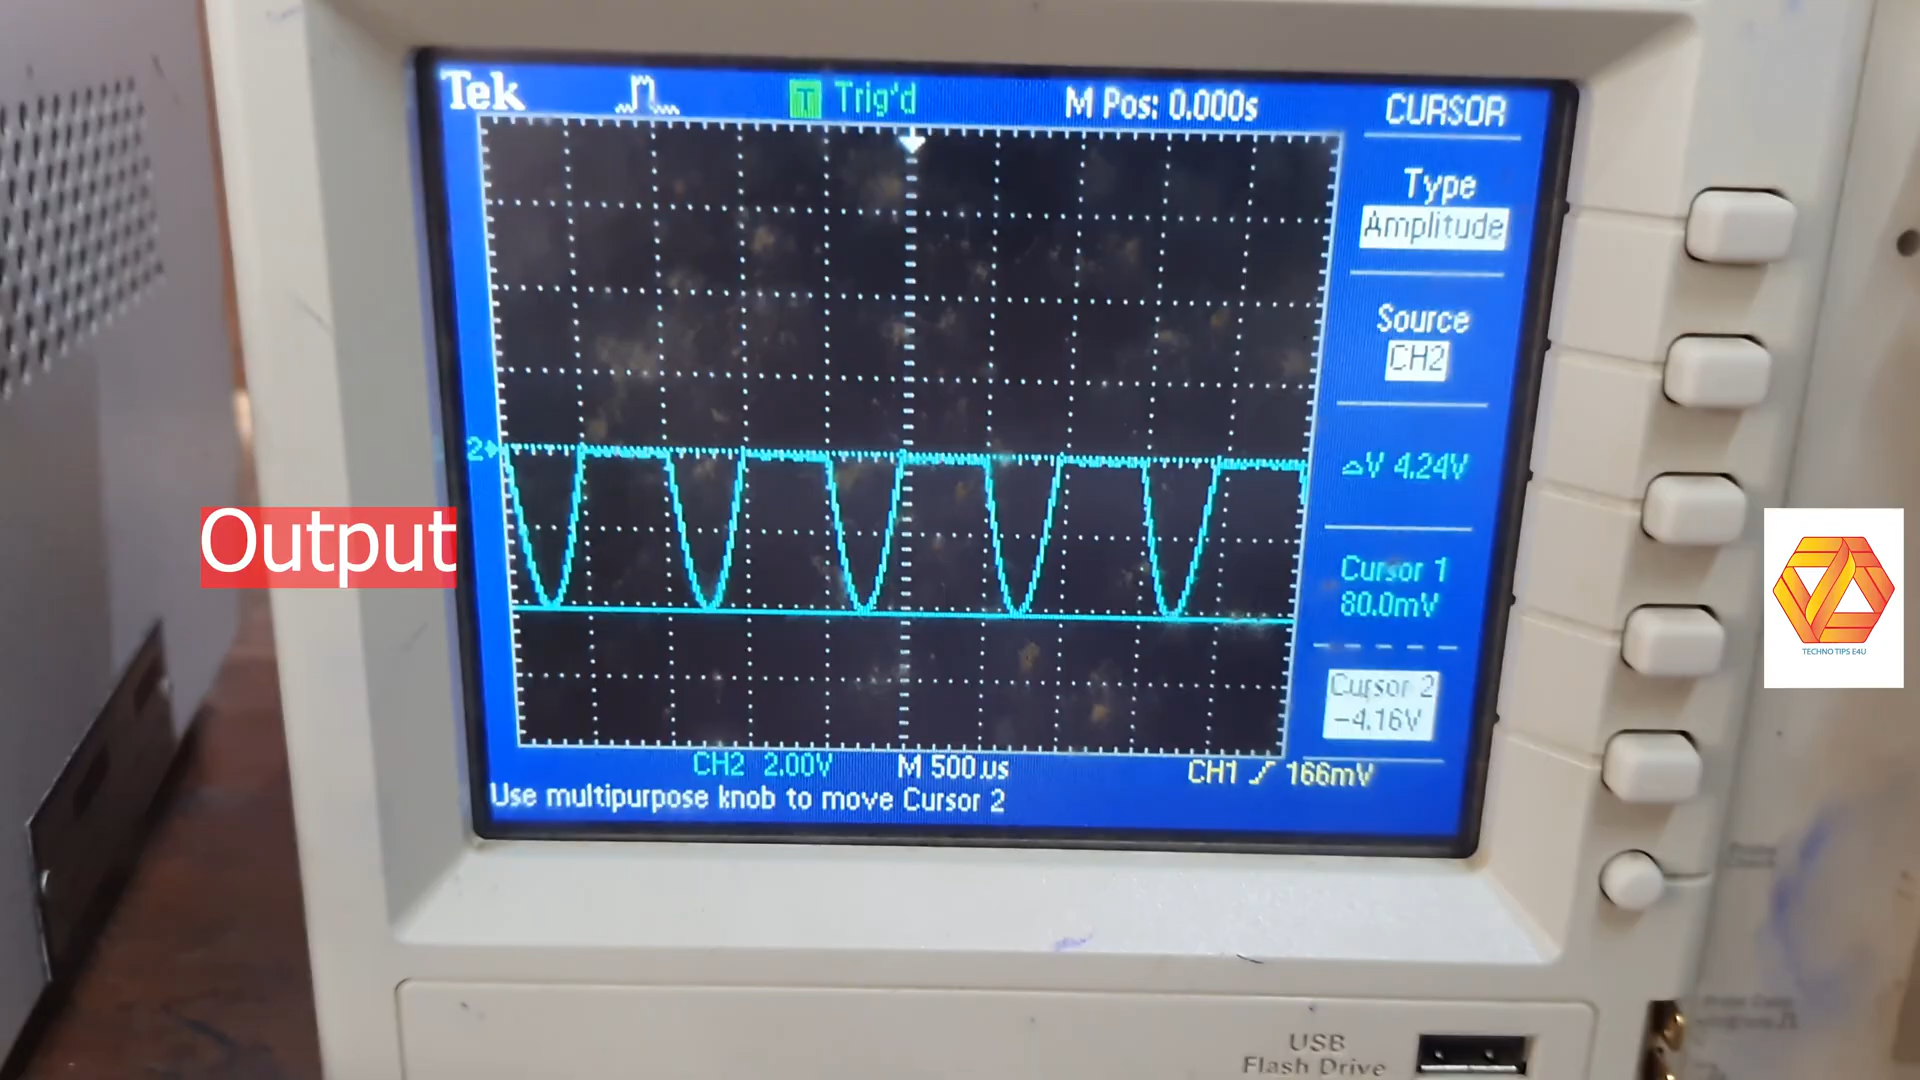 Tek
T Trig'd
M Pos: 0.000s
CURSOR
Type
Amplitude
Source
CH2
2
△V 4.24V
Output
Cursor 1
80.0mV
Cursor 2
-4.16V
TECHNO TIPS E4U
CH2 2.00V
M 500µs
CH1 166mV
Use multipurpose knob to move Cursor 2
USB
Flash Drive